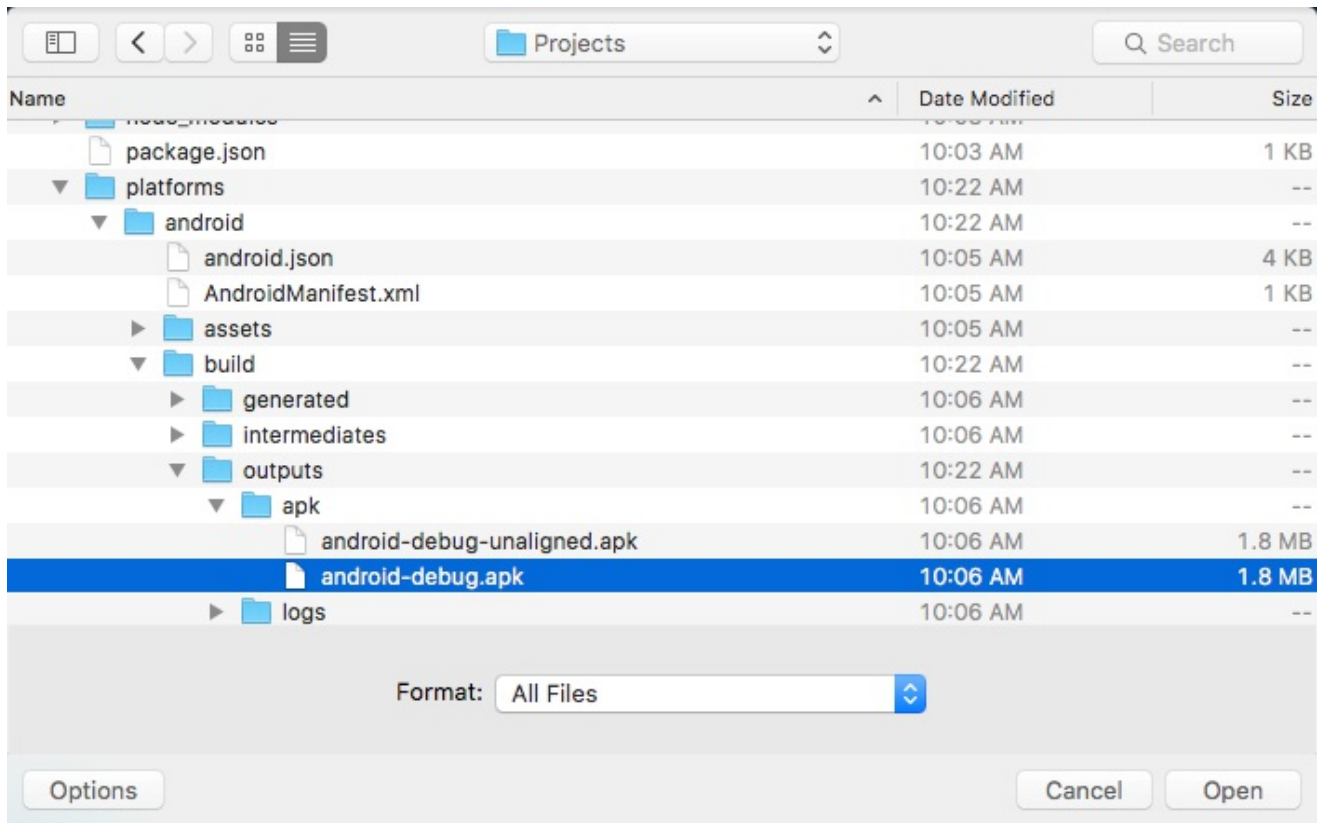 Projects
Search
Name Date Modified Size
node_modules 10:03 AM
package.json 10:03 AM 1 KB
platforms 10:22 AM --
android 10:22 AM --
android.json 10:05 AM 4 KB
AndroidManifest.xml 10:05 AM 1 KB
assets 10:05 AM --
build 10:22 AM --
generated 10:06 AM --
intermediates 10:06 AM --
outputs 10:22 AM --
apk 10:06 AM --
android-debug-unaligned.apk 10:06 AM 1.8 MB
android-debug.apk 10:06 AM 1.8 MB
logs 10:06 AM --
Format: All Files
Options Cancel Open